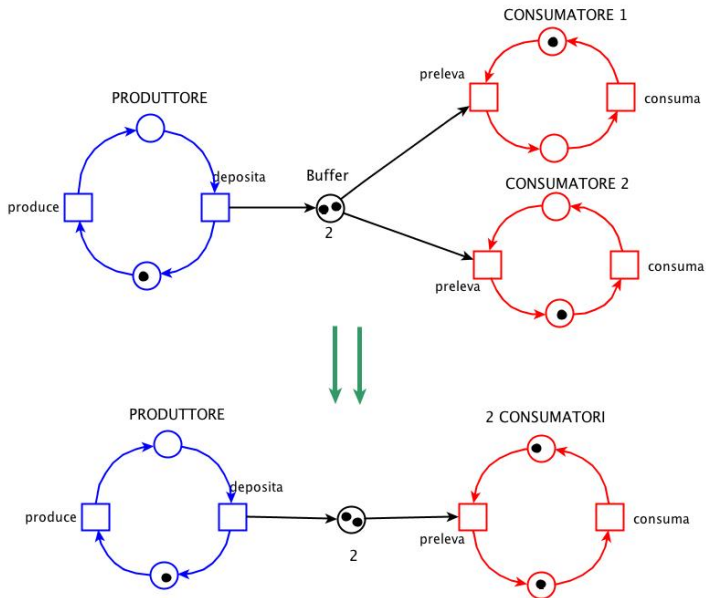 CONSUMATORE 1
preleva
consuma
PRODUTTORE
deposita
produce
Buffer
2
CONSUMATORE 2
preleva
consuma
PRODUTTORE
deposita
produce
2
2 CONSUMATORI
preleva
consuma